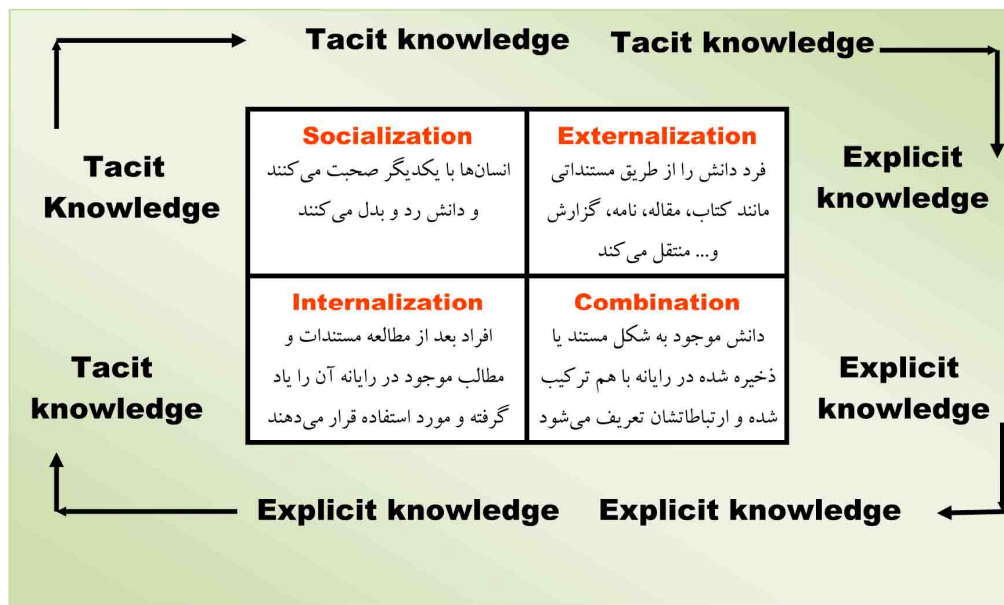 Tacit knowledge
Tacit knowledge
Tacit
Knowledge
Socialization
انسان‌ها با یکدیگر صحبت می‌کنند
و دانش رد و بدل می‌کنند
Externalization
فرد دانش را از طریق مستنداتی
مانند کتاب، مقاله، نامه، گزارش
و... منتقل می‌کند
Explicit
knowledge
Tacit
knowledge
Internalization
افراد بعد از مطالعه مستندات و
مطالب موجود در رایانه آن را یاد
گرفته و مورد استفاده قرار می‌دهند
Combination
دانش موجود به شکل مستند یا
ذخیره شده در رایانه با هم ترکیب
شده و ارتباطاتشان تعریف می‌شود
Explicit
knowledge
Explicit knowledge
Explicit knowledge